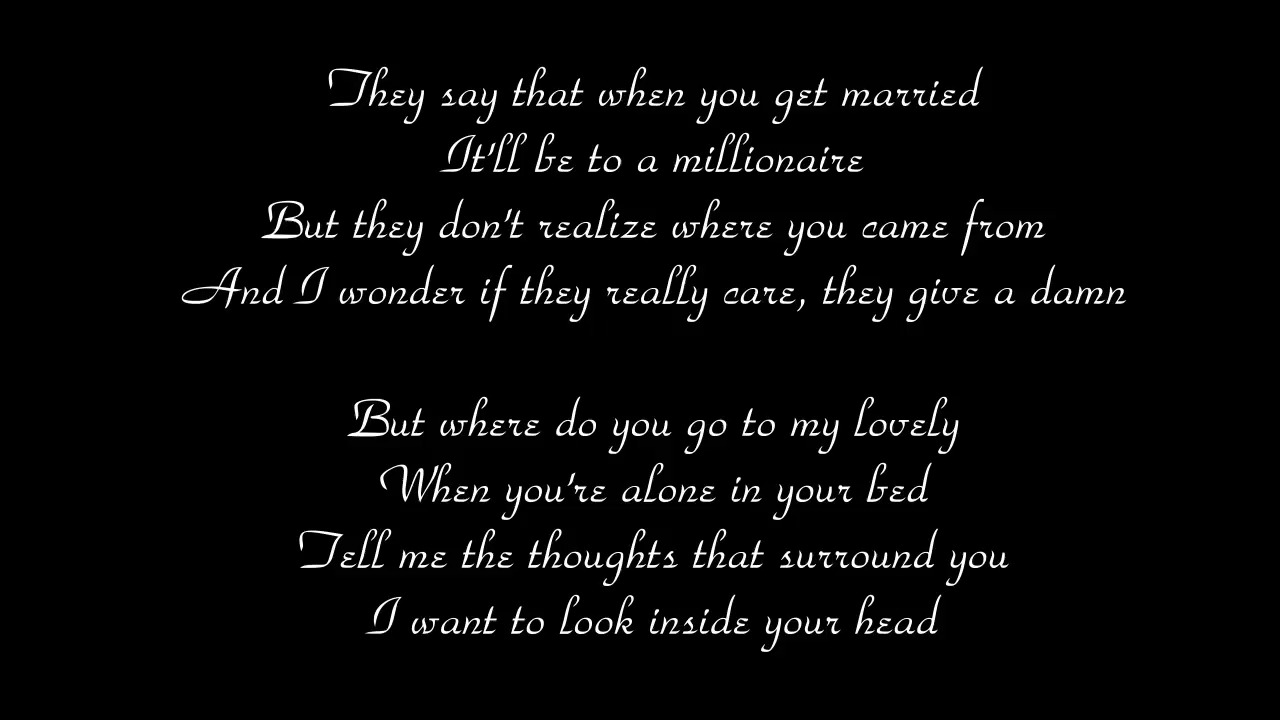 They say that when you get married
It'll be to a millionaire
But they don't realize where you came from
And I wonder if they really care, they give a damn
But where do you go to my lovely
When you're alone in your bed
Tell me the thoughts that surround you
I want to look inside your head